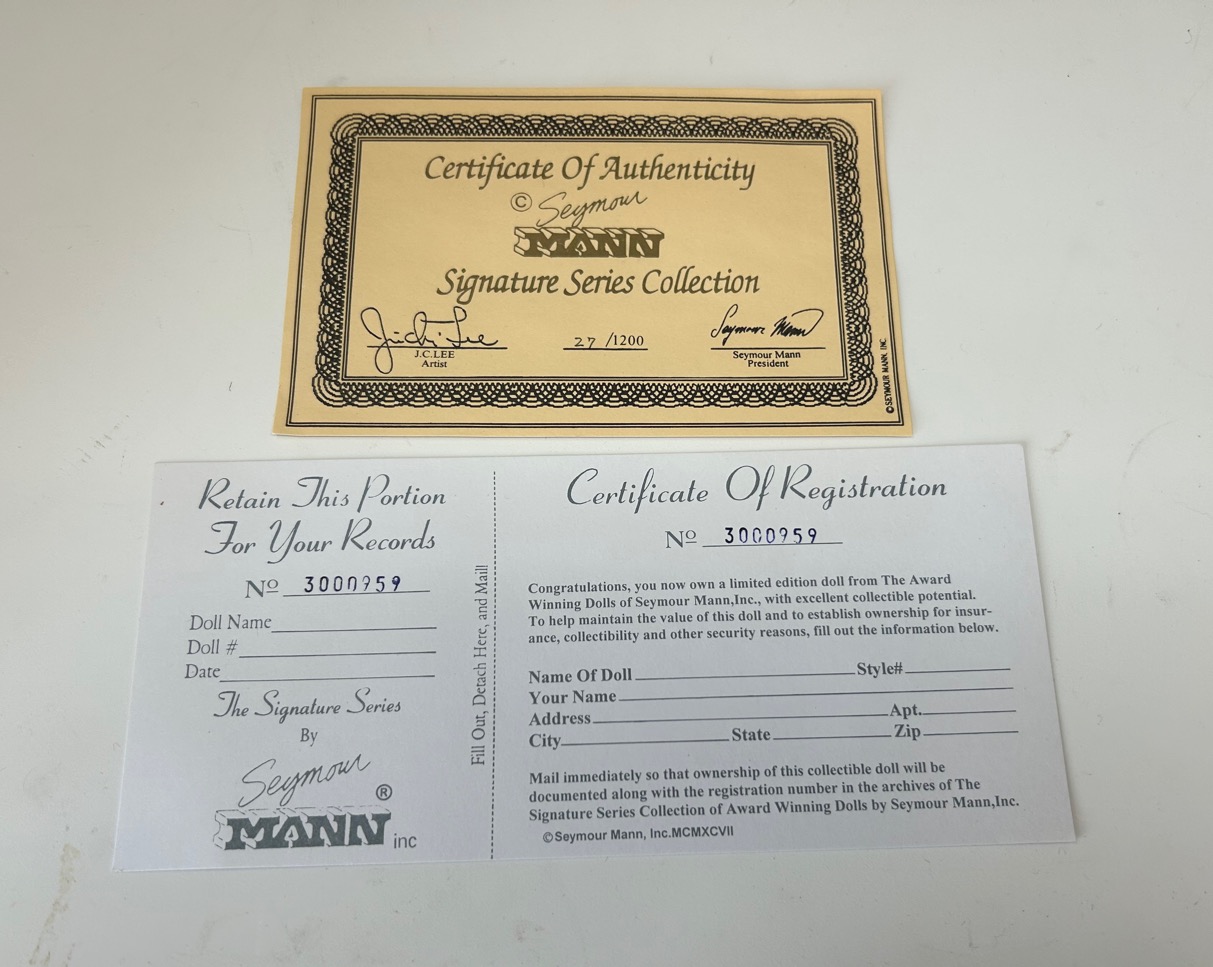 Certificate Of Authenticity
© Seymour
MANN
Signature Series Collection
Juchi Lee
J.C.LEE
Artist
27 /1200
Seymour Mann
Seymour Mann
President
©SEYMOUR MANN, INC.
Retain This Portion
For Your Records
Nº 3000959
Doll Name
Doll #
Date
The Signature Series
By
Seymour
MANN ® inc
Fill Out, Detach Here, and Mail!
Certificate Of Registration
Nº 3000959
Congratulations, you now own a limited edition doll from The Award
Winning Dolls of Seymour Mann,Inc., with excellent collectible potential.
To help maintain the value of this doll and to establish ownership for insur-
ance, collectibility and other security reasons, fill out the information below.
Name Of Doll Style#
Your Name
Address Apt.
City State Zip
Mail immediately so that ownership of this collectible doll will be
documented along with the registration number in the archives of The
Signature Series Collection of Award Winning Dolls by Seymour Mann,Inc.
©Seymour Mann, Inc.MCMXCVII